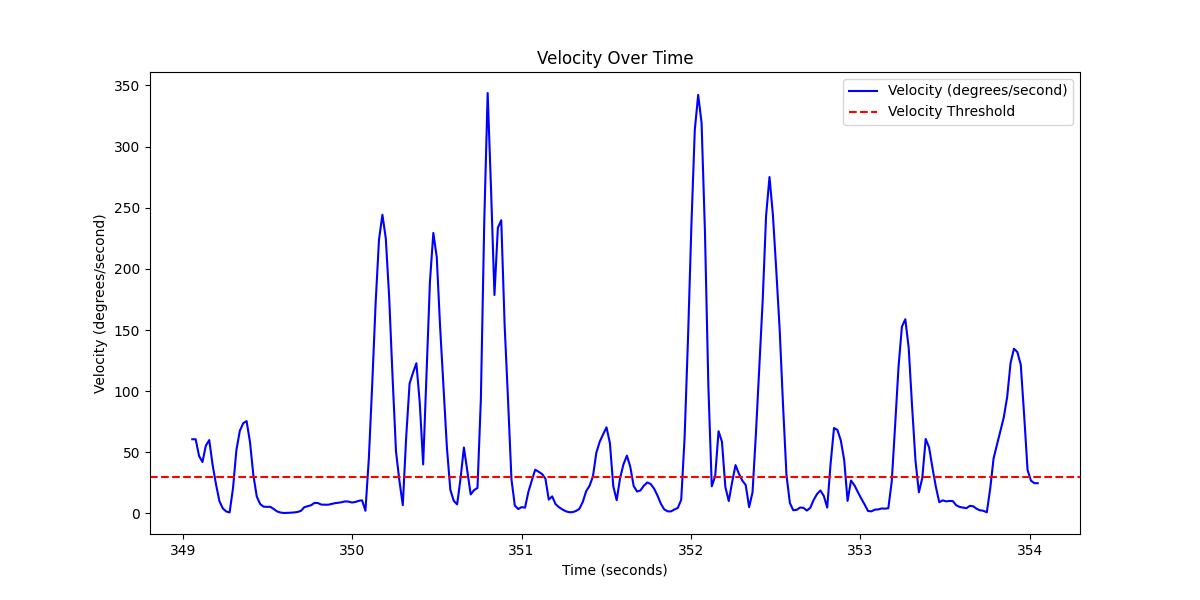 Velocity Over Time
Velocity (degrees/second)
Velocity Threshold
350
300
250
200
150
100
50
0
Velocity (degrees/second)
349
350
351
352
353
354
Time (seconds)